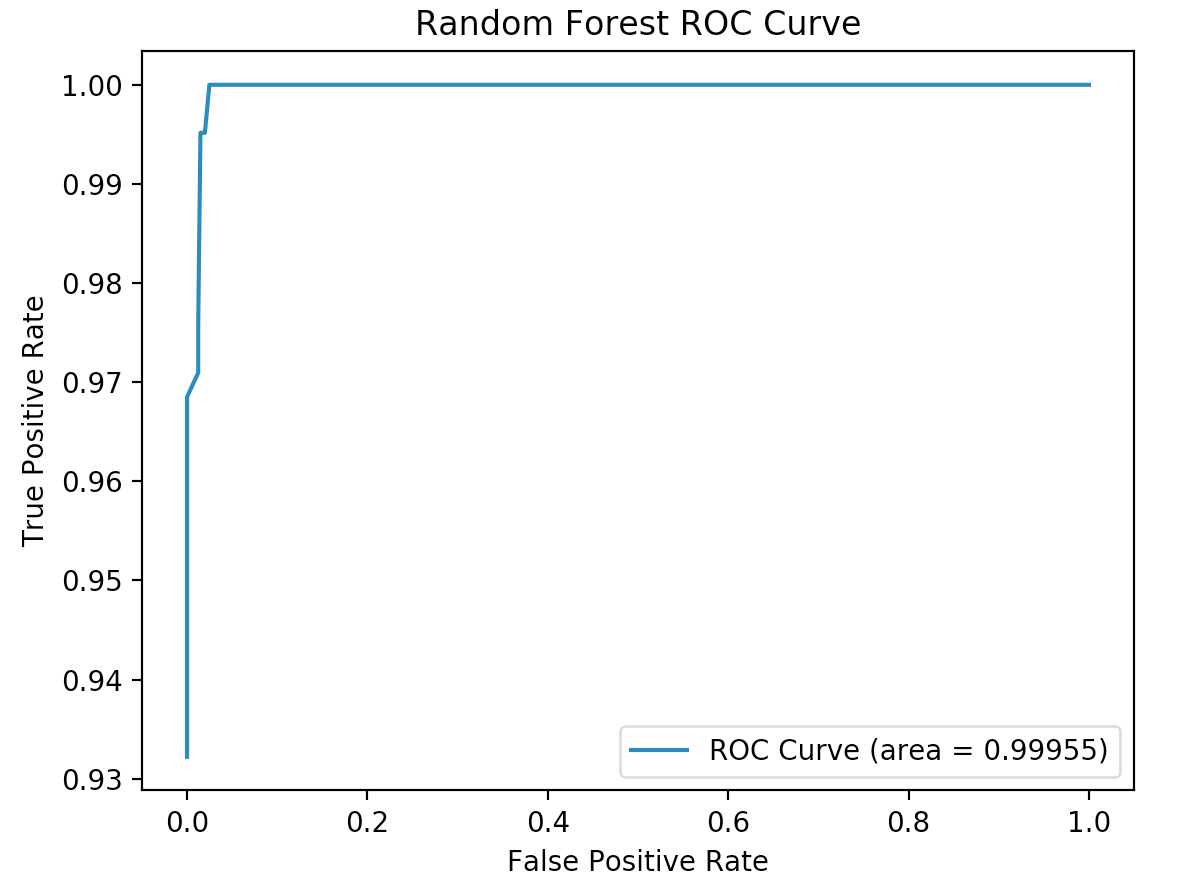 Random Forest ROC Curve
1.00
0.99
0.98
0.97
0.96
0.95
0.94
0.93
True Positive Rate
ROC Curve (area = 0.99955)
0.0 0.2 0.4 0.6 0.8 1.0
False Positive Rate